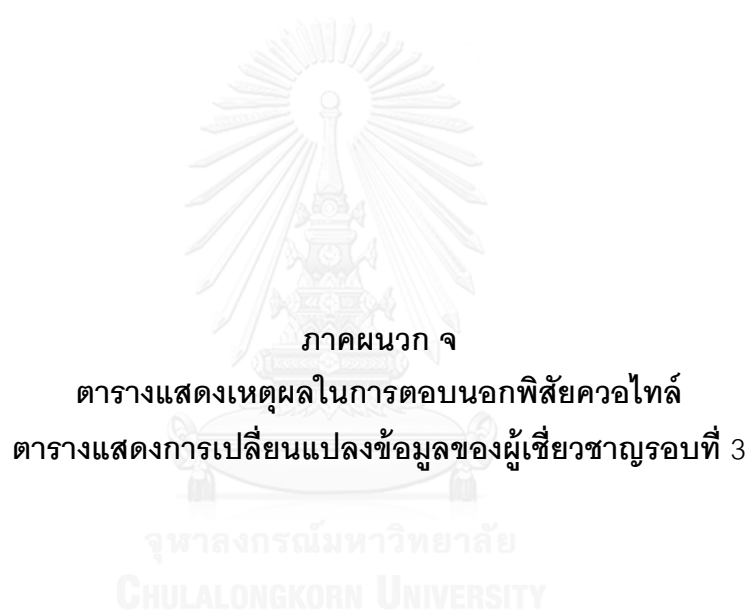 ภาคผนวก จ
ตารางแสดงเหตุผลในการตอบนอกพิสัยควอไทล์
ตารางแสดงการเปลี่ยนแปลงข้อมูลของผู้เชี่ยวชาญรอบที่ 3
จุฬาลงกรณ์มหาวิทยาลัย
CHULALONGKORN UNIVERSITY